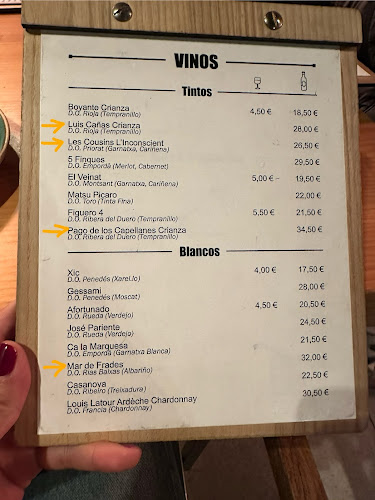 VINOS
Tintos
Boyante Crianza 4,50 € - 18,50 €
D.O. Rioja (Tempranillo)
Luis Cañas Crianza 28,00 €
D.O. Rioja (Tempranillo)
Les Cousins L'Inconscient 26,50 €
D.O. Priorat (Garnatxa, Cariñena)
5 Finques 29,50 €
D.O. Empordà (Merlot, Cabernet)
El Veinat 5,00 € - 19,50 €
D.O. Montsant (Garnatxa, Cariñena)
Matsu Picaro 22,00 €
D.O. Toro (Tinta Fina)
Figuero 4 5,50 € 21,50 €
D.O. Ribera del Duero (Tempranillo)
Pago de los Capellanes Crianza 34,50 €
D.O. Ribera del Duero (Tempranillo)
Blancos
Xic 4,00 € 17,50 €
D.O. Penedés (Xarel.lo)
Gessami 28,00 €
D.O. Penedés (Moscat)
Afortunado 4,50 € 20,50 €
D.O. Rueda (Verdejo)
José Pariente 24,50 €
D.O. Rueda (Verdejo)
Ca la Marquesa 21,50 €
D.O. Empordà (Garnatxa Blanca)
Mar de Frades 32,00 €
D.O. Rias Baixas (Albariño)
Casanova 22,50 €
D.O. Ribeiro (Treixadura)
Louis Latour Ardèche Chardonnay 30,50 €
D.O. Francia (Chardonnay)